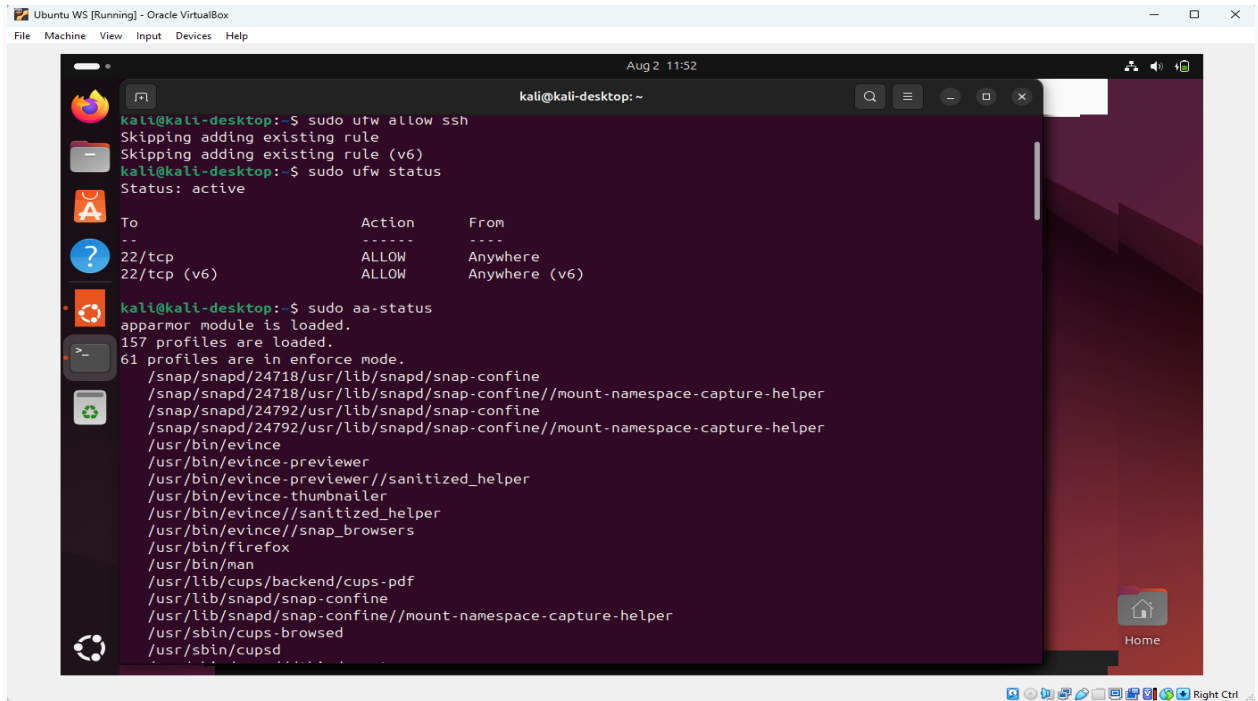 Ubuntu WS [Running] - Oracle VirtualBox
File Machine View Input Devices Help
Aug 2 11:52
kali@kali-desktop: ~
kali@kali-desktop:~$ sudo ufw allow ssh
Skipping adding existing rule
Skipping adding existing rule (v6)
kali@kali-desktop:~$ sudo ufw status
Status: active
To Action From
-- ------ ----
22/tcp ALLOW Anywhere
22/tcp (v6) ALLOW Anywhere (v6)
kali@kali-desktop:~$ sudo aa-status
apparmor module is loaded.
157 profiles are loaded.
61 profiles are in enforce mode.
/snap/snapd/24718/usr/lib/snapd/snap-confine
/snap/snapd/24718/usr/lib/snapd/snap-confine//mount-namespace-capture-helper
/snap/snapd/24792/usr/lib/snapd/snap-confine
/snap/snapd/24792/usr/lib/snapd/snap-confine//mount-namespace-capture-helper
/usr/bin/evince
/usr/bin/evince-previewer
/usr/bin/evince-previewer//sanitized_helper
/usr/bin/evince-thumbnailer
/usr/bin/evince//sanitized_helper
/usr/bin/evince//snap_browsers
/usr/bin/firefox
/usr/bin/man
/usr/lib/cups/backend/cups-pdf
/usr/lib/snapd/snap-confine
/usr/lib/snapd/snap-confine//mount-namespace-capture-helper
/usr/sbin/cups-browsed
/usr/sbin/cupsd
Home
Right Ctrl